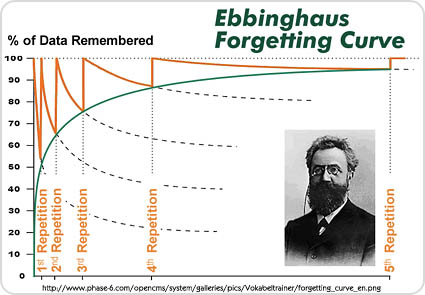 Ebbinghaus
Forgetting Curve
% of Data Remembered
100
90
80
70
60
50
40
30
20
10
0
1st Repetition
2nd Repetition
3rd Repetition
4th Repetition
5th Repetition
http://www.phase-6.com/opencms/system/galleries/pics/Vokabeltrainer/forgetting_curve_en.png